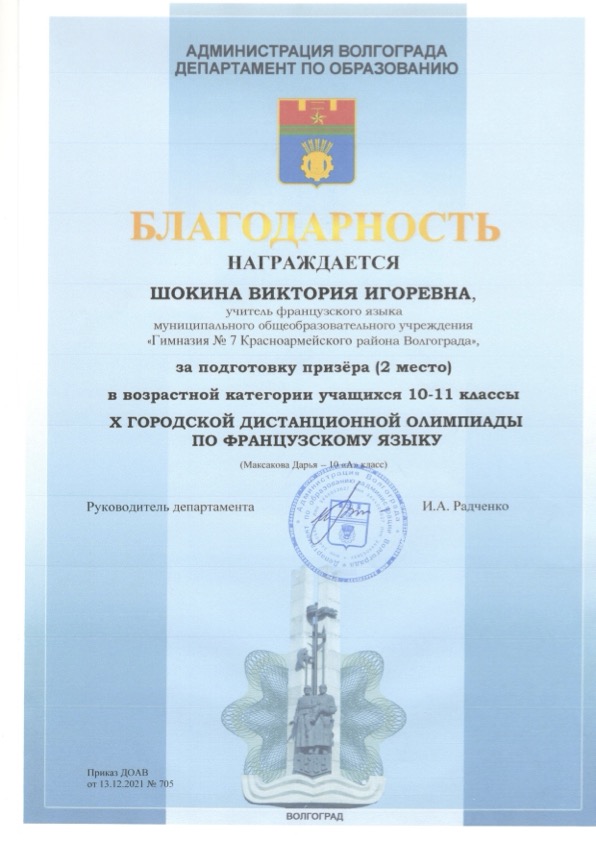 АДМИНИСТРАЦИЯ ВОЛГОГРАДА
ДЕПАРТАМЕНТ ПО ОБРАЗОВАНИЮ
БЛАГОДАРНОСТЬ
НАГРАЖДАЕТСЯ
ШОКИНА ВИКТОРИЯ ИГОРЕВНА,
учитель французского языка
муниципального общеобразовательного учреждения
«Гимназия № 7 Красноармейского района Волгограда»,
за подготовку призёра (2 место)
в возрастной категории учащихся 10-11 классы
X ГОРОДСКОЙ ДИСТАНЦИОННОЙ ОЛИМПИАДЫ
ПО ФРАНЦУЗСКОМУ ЯЗЫКУ
(Максакова Дарья – 10 «А» класс)
Руководитель департамента И.А. Радченко
Приказ ДОАВ
от 13.12.2021 № 705
ВОЛГОГРАД